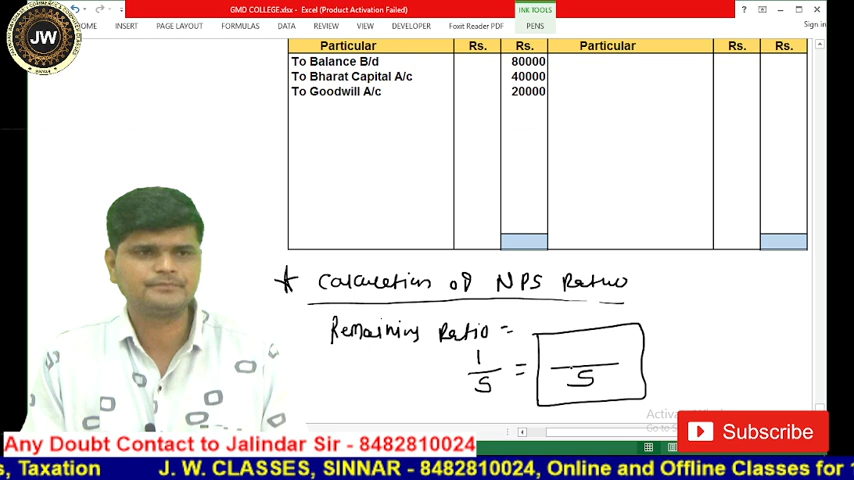 GMD COLLEGE.xlsx - Excel (Product Activation Failed)
INK TOOLS
Sign in
HOME INSERT PAGE LAYOUT FORMULAS DATA REVIEW VIEW DEVELOPER Foxit Reader PDF PENS
JW
SINNAR
Particular Rs. Rs. Particular Rs. Rs.
To Balance B/d 80000
To Bharat Capital A/c 40000
To Goodwill A/c 20000
* Calculation of NPS Ratio
Remaining Ratio =
1/5 = /5
Subscribe
Any Doubt Contact to Jalindar Sir - 8482810024
s, Taxation J. W. CLASSES, SINNAR - 8482810024, Online and Offline Classes for 1